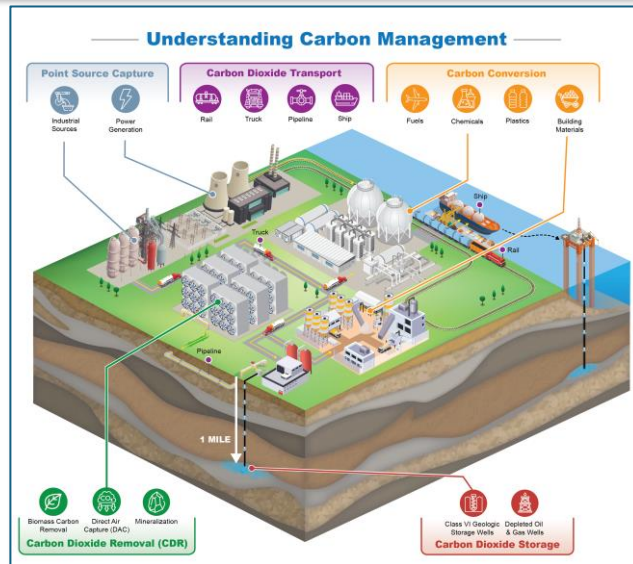 Understanding Carbon Management
Point Source Capture
Industrial
Sources
Power
Generation
Carbon Dioxide Transport
Rail
Truck
Pipeline
Ship
Carbon Conversion
Fuels
Chemicals
Plastics
Building
Materials
Ship
Truck
Rail
Pipeline
1 MILE
Biomass Carbon
Removal
Direct Air
Capture (DAC)
Mineralization
Carbon Dioxide Removal (CDR)
Class VI Geologic
Storage Wells
Depleted Oil
& Gas Wells
Carbon Dioxide Storage